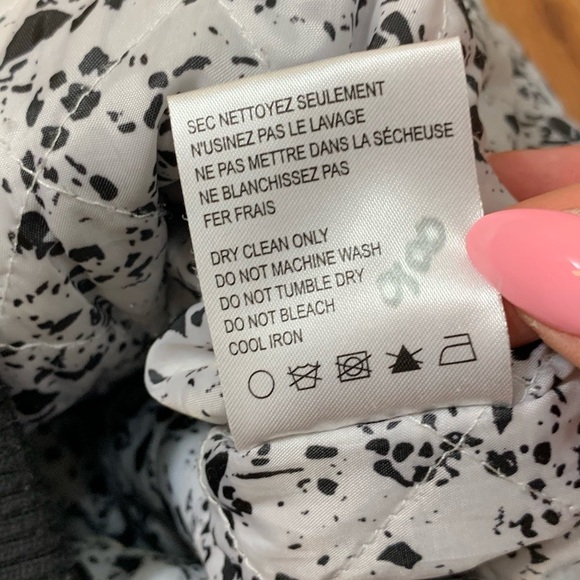 SEC NETTOYEZ SEULEMENT
N'USINEZ PAS LE LAVAGE
NE PAS METTRE DANS LA SÉCHEUSE
NE BLANCHISSEZ PAS
FER FRAIS
DRY CLEAN ONLY
DO NOT MACHINE WASH
DO NOT TUMBLE DRY
DO NOT BLEACH
COOL IRON